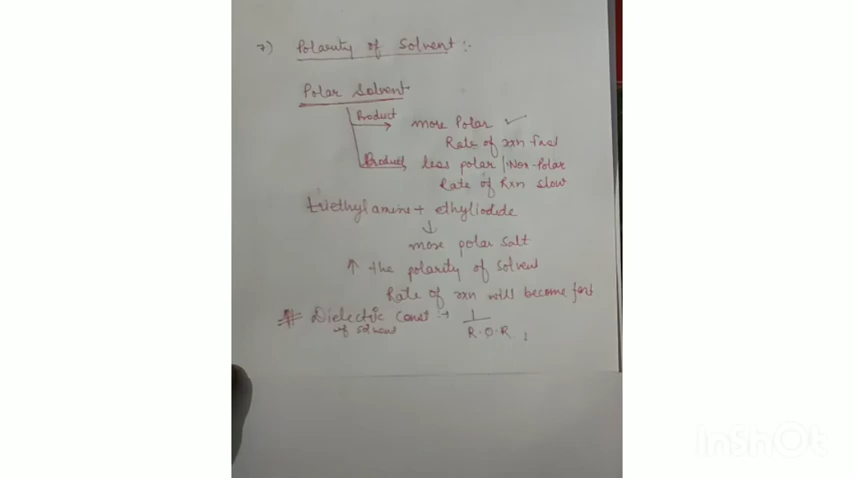 7) Polarity of Solvent :-
Polar Solvent
Product more Polar ✓
Rate of rxn fast
Product less polar | Non-Polar
Rate of Rxn slow
triethylamine + ethyliodide
↓
more polar salt
↑ the polarity of solvent
Rate of rxn will become fast
# Dielectric Const :→ 1
of solvent R.O.R
InShOt